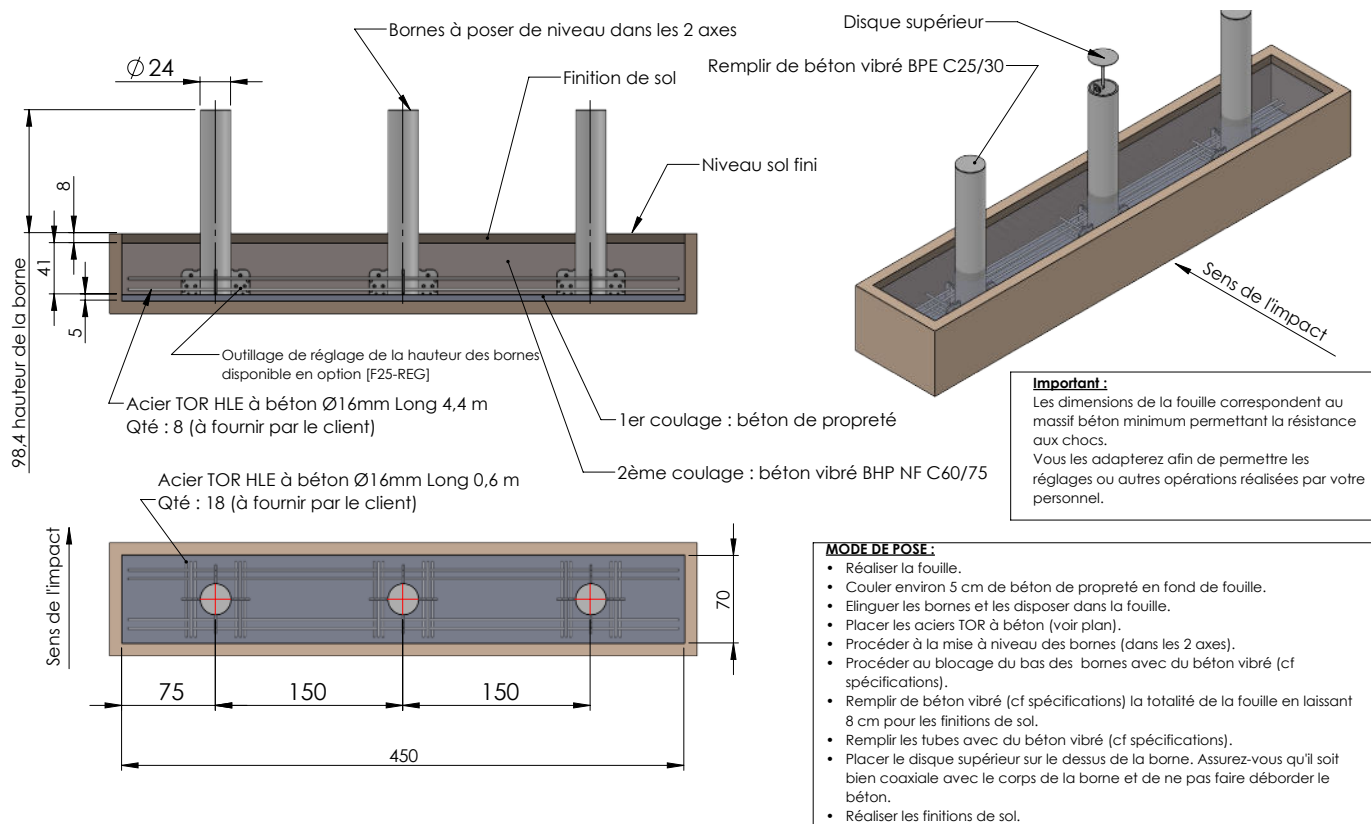 Bornes à poser de niveau dans les 2 axes
Ø 24
Finition de sol
Niveau sol fini
8
41
5
98,4 hauteur de la borne
Outillage de réglage de la hauteur des bornes
disponible en option [F25-REG]
Acier TOR HLE à béton Ø16mm Long 4,4 m
Qté : 8 (à fournir par le client)
1er coulage : béton de propreté
2ème coulage : béton vibré BHP NF C60/75
Disque supérieur
Remplir de béton vibré BPE C25/30
Sens de l'impact
Important :
Les dimensions de la fouille correspondent au
massif béton minimum permettant la résistance
aux chocs.
Vous les adapterez afin de permettre les
réglages ou autres opérations réalisées par votre
personnel.
Acier TOR HLE à béton Ø16mm Long 0,6 m
Qté : 18 (à fournir par le client)
Sens de l'impact
70
75
150
150
450
MODE DE POSE :
• Réaliser la fouille.
• Couler environ 5 cm de béton de propreté en fond de fouille.
• Elinguer les bornes et les disposer dans la fouille.
• Placer les aciers TOR à béton (voir plan).
• Procéder à la mise à niveau des bornes (dans les 2 axes).
• Procéder au blocage du bas des bornes avec du béton vibré (cf
spécifications).
• Remplir de béton vibré (cf spécifications) la totalité de la fouille en laissant
8 cm pour les finitions de sol.
• Remplir les tubes avec du béton vibré (cf spécifications).
• Placer le disque supérieur sur le dessus de la borne. Assurez-vous qu'il soit
bien coaxiale avec le corps de la borne et de ne pas faire déborder le
béton.
• Réaliser les finitions de sol.